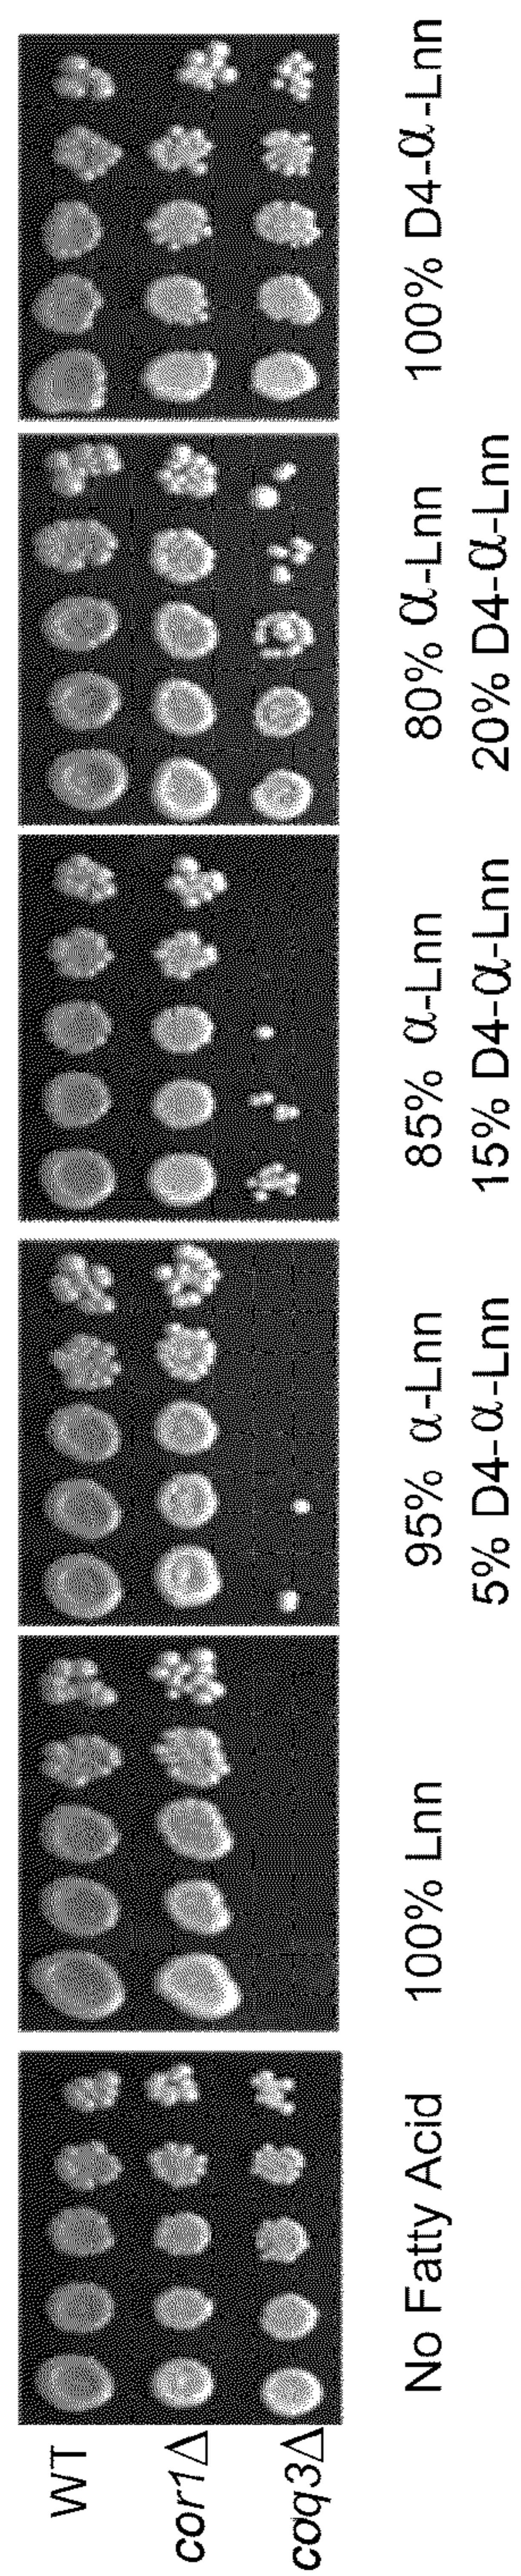 WT
cor1Δ
coq3Δ
No Fatty Acid
100% Lnn
95% α-Lnn
5% D4-α-Lnn
85% α-Lnn
15% D4-α-Lnn
80% α-Lnn
20% D4-α-Lnn
100% D4-α-Lnn